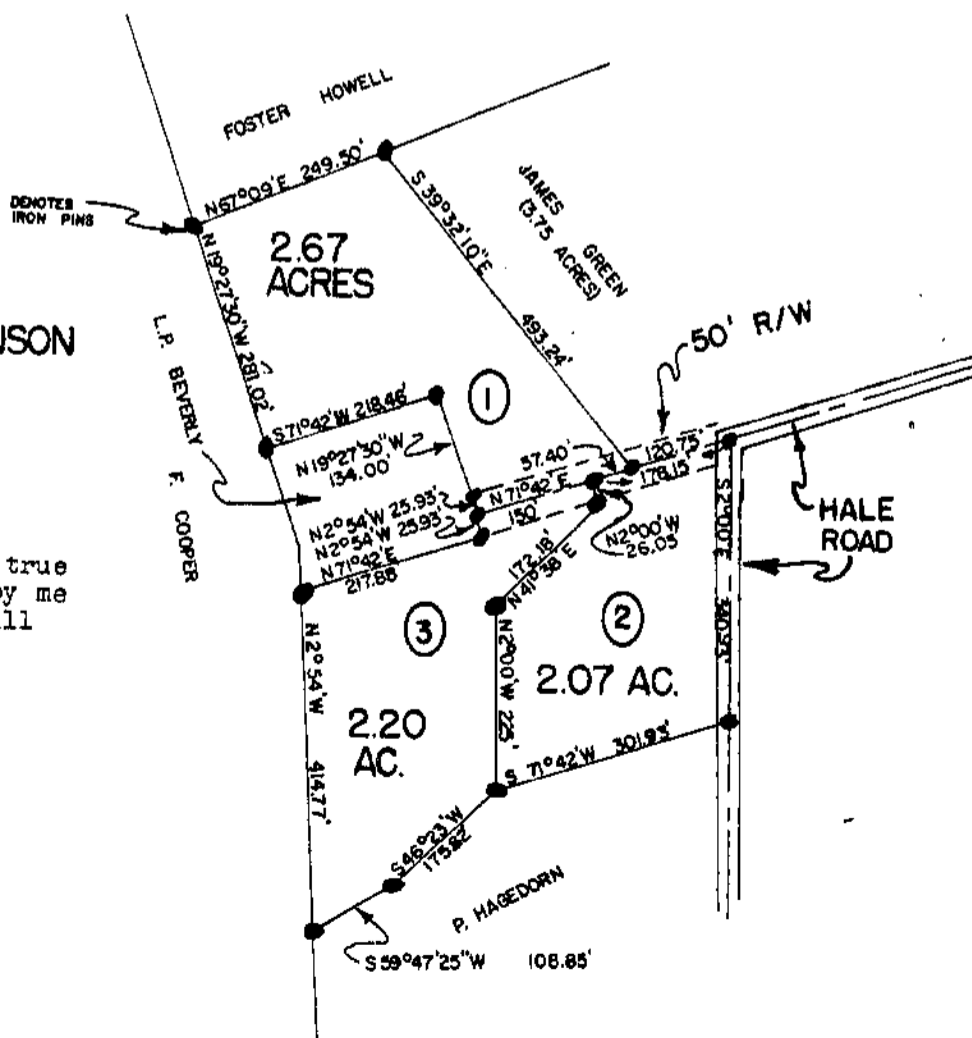 FOSTER HOWELL
N67°09'E 249.50'
DENOTES
IRON PINS
S 39°32'10"E
493.24'
JAMES GREEN
(3.75 ACRES)
2.67
ACRES
N19°27'30"W 281.02'
L.P. BEVERLY F. COOPER
50' R/W
S71°42'W 218.46'
1
N19°27'30"W
134.00'
57.40'
120.75'
N2°54'W 25.93'
N71°42'E
178.15'
N2°54'W 25.93'
150'
N71°42'E
217.88
N2°00'W
26.05
HALE
ROAD
S2°00'E
172.18'
N41°38'E
true
by me
3
2
N2°00'W 225'
2.07 AC.
N2°54'W
414.77'
2.20
AC.
S 71°42'W 301.93'
S46°23'W
175.82'
P. HAGEDORN
S59°47'25"W 108.85'